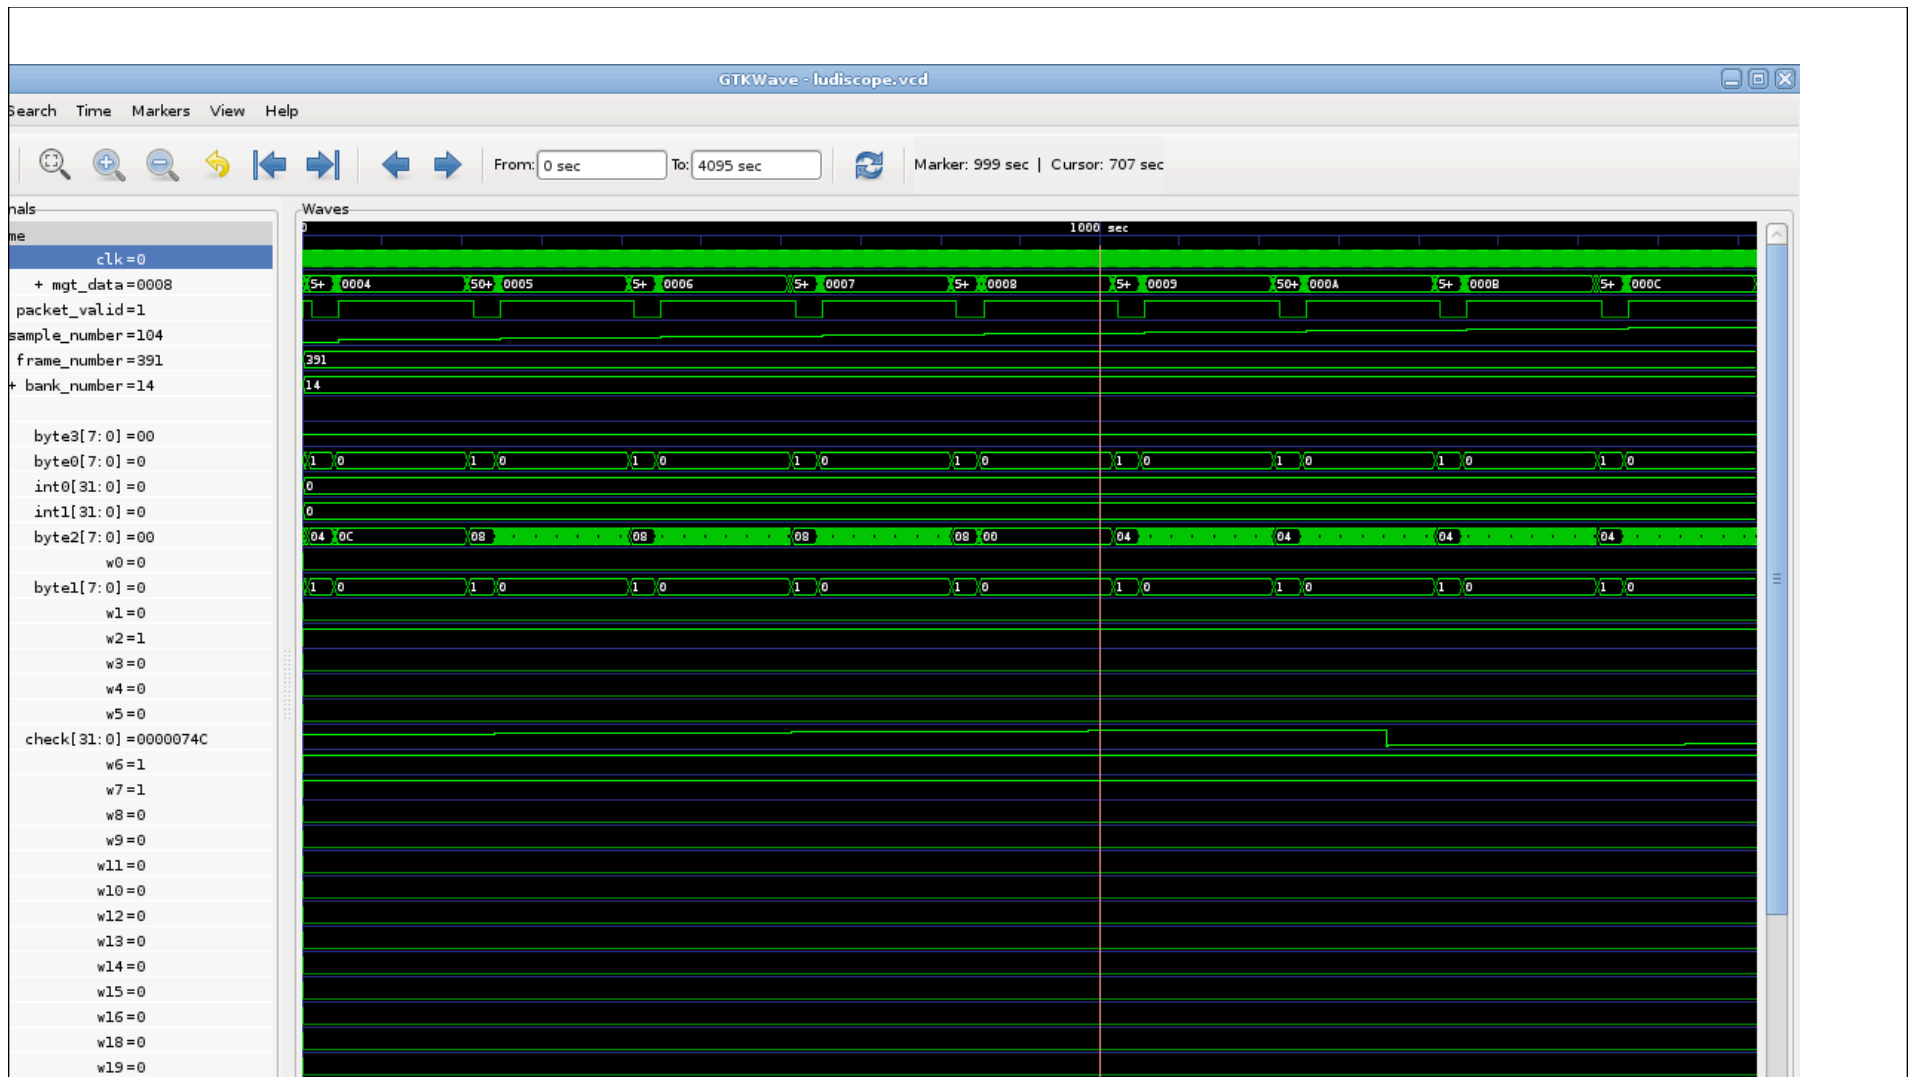 GTKWave - ludiscope.vcd
Search Time Markers View Help
From: 0 sec To: 4095 sec Marker: 999 sec | Cursor: 707 sec
nals Waves
me 0 1000 sec
clk=0
+ mgt_data=0008 5+ 0004 50+ 0005 5+ 0006 5+ 0007 5+ 0008 5+ 0009 50+ 000A 5+ 000B 5+ 000C
packet_valid=1
sample_number=104
frame_number=391 391
+ bank_number=14 14
byte3[7:0]=00
byte0[7:0]=0 1 0 1 0 1 0 1 0 1 0 1 0 1 0 1 0 1 0
int0[31:0]=0 0
int1[31:0]=0 0
byte2[7:0]=00 04 0C 08 08 08 08 00 04 04 04 04
w0=0
byte1[7:0]=0 1 0 1 0 1 0 1 0 1 0 1 0 1 0 1 0 1 0
w1=0
w2=1
w3=0
w4=0
w5=0
check[31:0]=0000074C
w6=1
w7=1
w8=0
w9=0
w11=0
w10=0
w12=0
w13=0
w14=0
w15=0
w16=0
w18=0
w19=0